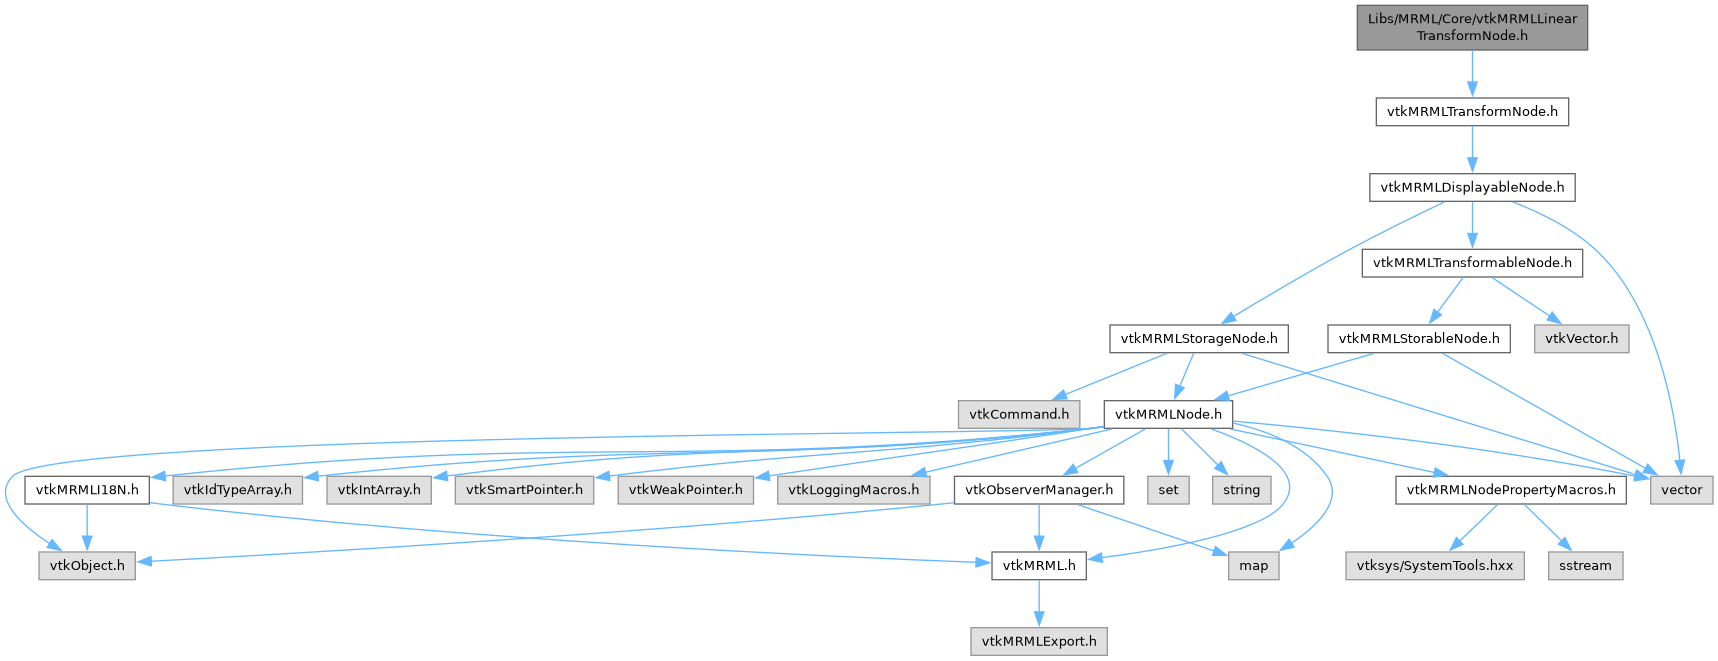 Libs/MRML/Core/vtkMRMLLinear
TransformNode.h
vtkMRMLTransformNode.h
vtkMRMLDisplayableNode.h
vtkMRMLTransformableNode.h
vtkMRMLStorageNode.h
vtkMRMLStorableNode.h
vtkVector.h
vtkCommand.h
vtkMRMLNode.h
vtkMRMLI18N.h
vtkIdTypeArray.h
vtkIntArray.h
vtkSmartPointer.h
vtkWeakPointer.h
vtkLoggingMacros.h
vtkObserverManager.h
set
string
vtkMRMLNodePropertyMacros.h
vector
vtkObject.h
vtkMRML.h
map
vtksys/SystemTools.hxx
sstream
vtkMRMLExport.h